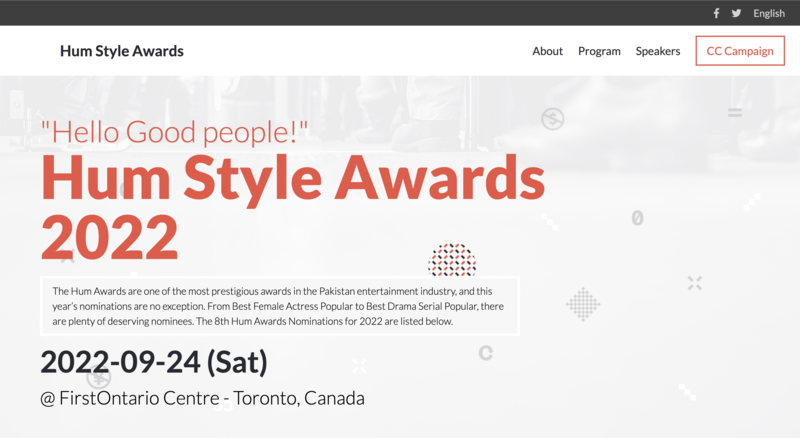 English
Hum Style Awards
About Program Speakers CC Campaign
"Hello Good people!"
Hum Style Awards
2022
The Hum Awards are one of the most prestigious awards in the Pakistan entertainment industry, and this
year's nominations are no exception. From Best Female Actress Popular to Best Drama Serial Popular, there
are plenty of deserving nominees. The 8th Hum Awards Nominations for 2022 are listed below.
2022-09-24 (Sat)
@ FirstOntario Centre - Toronto, Canada